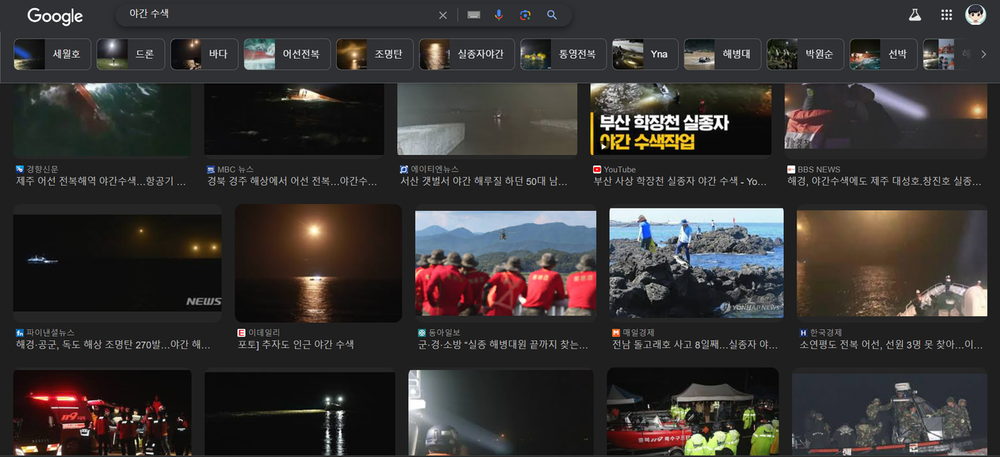 Google
야간 수색
세월호
드론
바다
어선전복
조명탄
실종자야간
통영전복
Yna
해병대
박원순
선박
부산 학장천 실종자
야간 수색작업
경향신문
MBC 뉴스
에이티엔뉴스
YouTube
BBS NEWS
제주 어선 전복해역 야간수색…항공기 ...
경북 경주 해상에서 어선 전복…야간수...
서산 갯벌서 야간 해루질 하던 50대 남...
부산 사상 학장천 실종자 야간 수색 - Yo...
해경, 야간수색에도 제주 대성호.창진호 실종...
NEWS
YONHAP NEWS
파이낸셜뉴스
이데일리
동아일보
매일경제
한국경제
해경·공군, 독도 해상 조명탄 270발…야간 해...
포토] 추자도 인근 야간 수색
군·경·소방 “실종 해병대원 끝까지 찾는...
전남 돌고래호 사고 8일째…실종자 야...
소연평도 전복 어선, 선원 3명 못 찾아…이...
119
충북119특수구조단